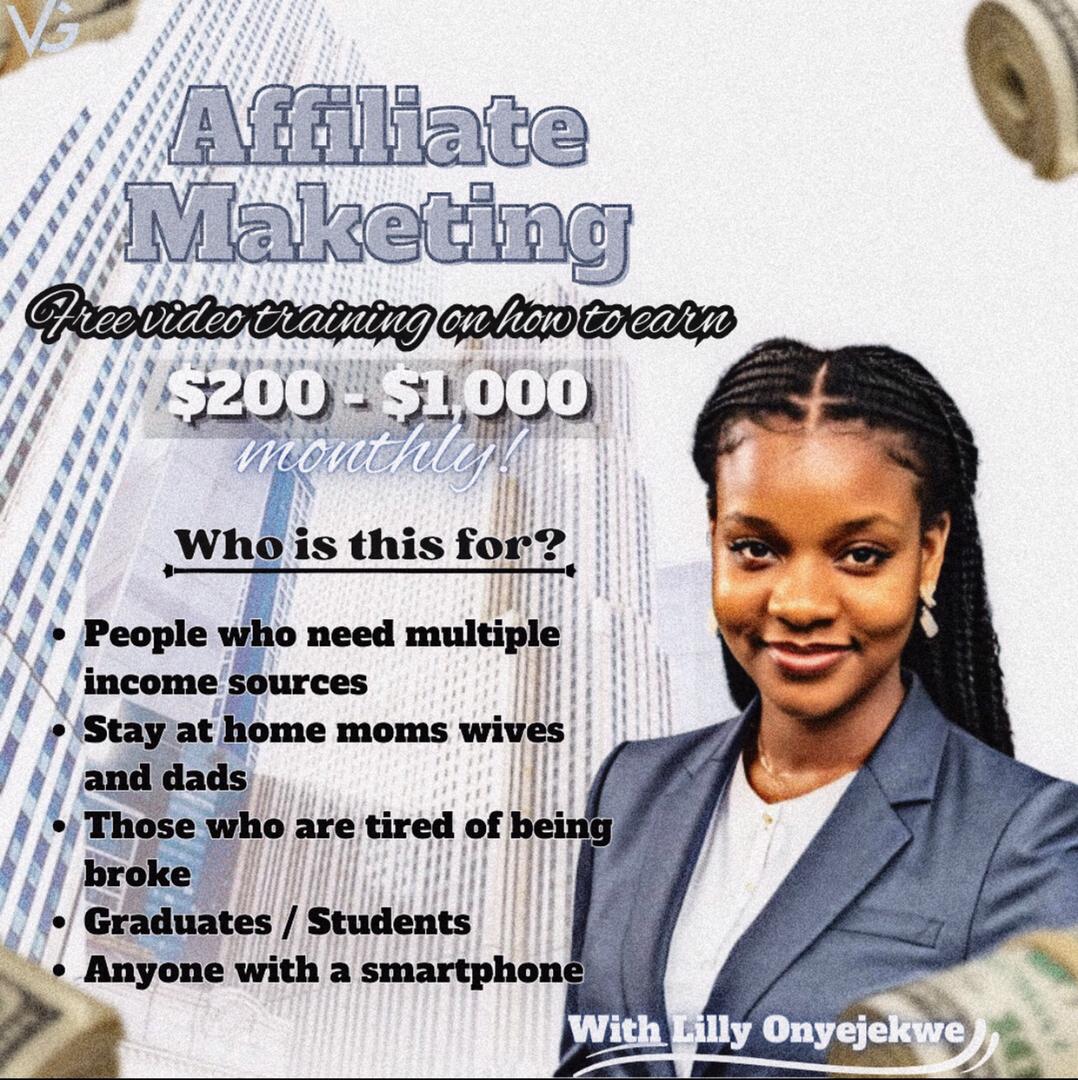 VG
Affiliate
Maketing
Free video training on how to earn
$200 - $1,000
monthly!
Who is this for?
• People who need multiple
income sources
• Stay at home moms wives
and dads
• Those who are tired of being
broke
• Graduates / Students
• Anyone with a smartphone
With Lilly Onyejekwe